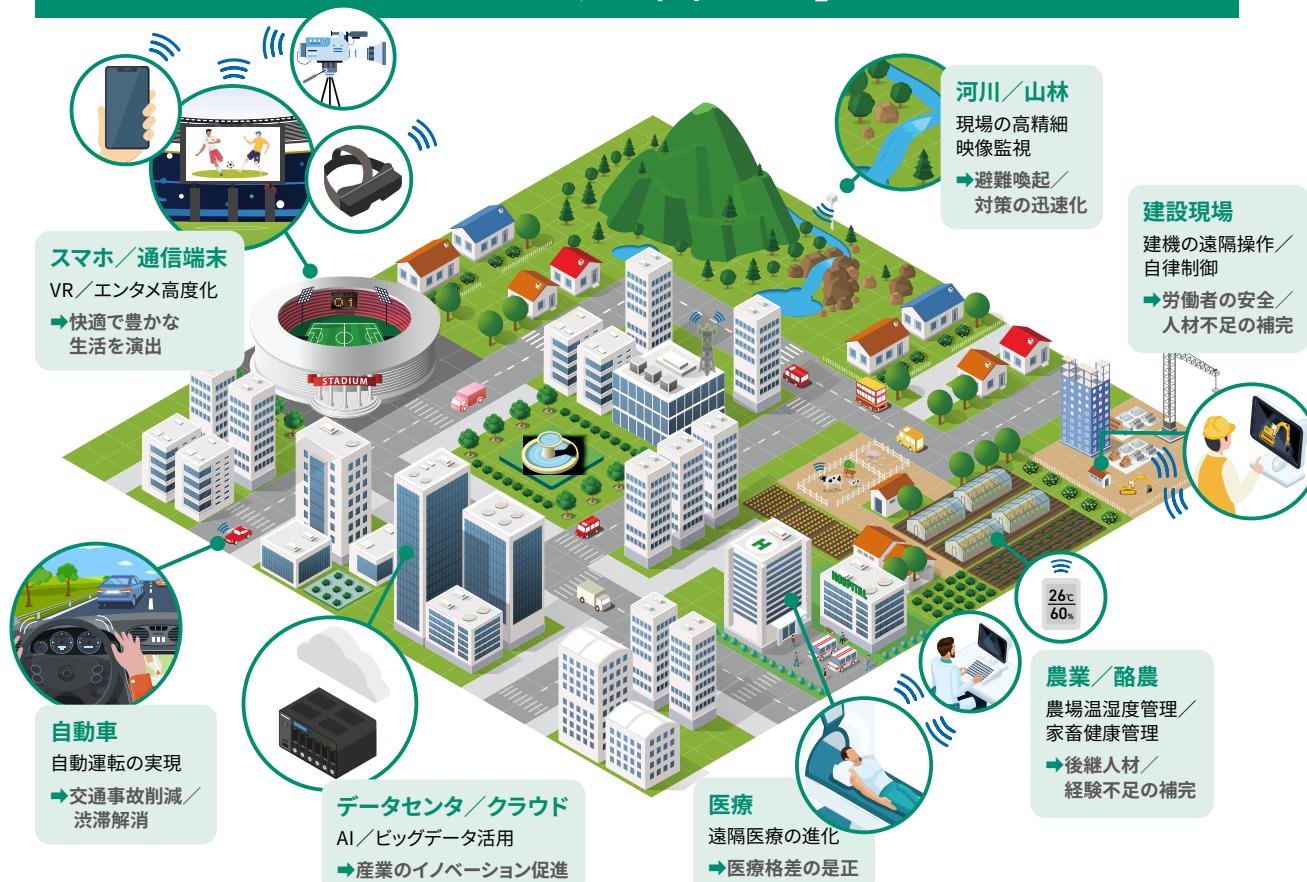 河川／山林
現場の高精細
映像監視
➡避難喚起／
対策の迅速化
建設現場
建機の遠隔操作／
自律制御
➡労働者の安全／
人材不足の補完
スマホ／通信端末
VR／エンタメ高度化
➡快適で豊かな
生活を演出
STADIUM
H
HOSPITAL
26℃
60%
農業／酪農
農場温湿度管理／
家畜健康管理
➡後継人材／
経験不足の補完
自動車
自動運転の実現
➡交通事故削減／
渋滞解消
データセンタ／クラウド
AI／ビッグデータ活用
➡産業のイノベーション促進
医療
遠隔医療の進化
➡医療格差の是正